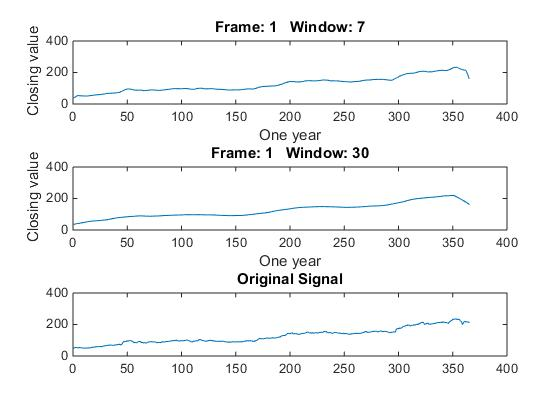 Frame: 1   Window: 7
400
200
0
Closing value
0 50 100 150 200 250 300 350 400
One year
Frame: 1   Window: 30
400
200
0
Closing value
0 50 100 150 200 250 300 350 400
One year
Original Signal
400
200
0
0 50 100 150 200 250 300 350 400